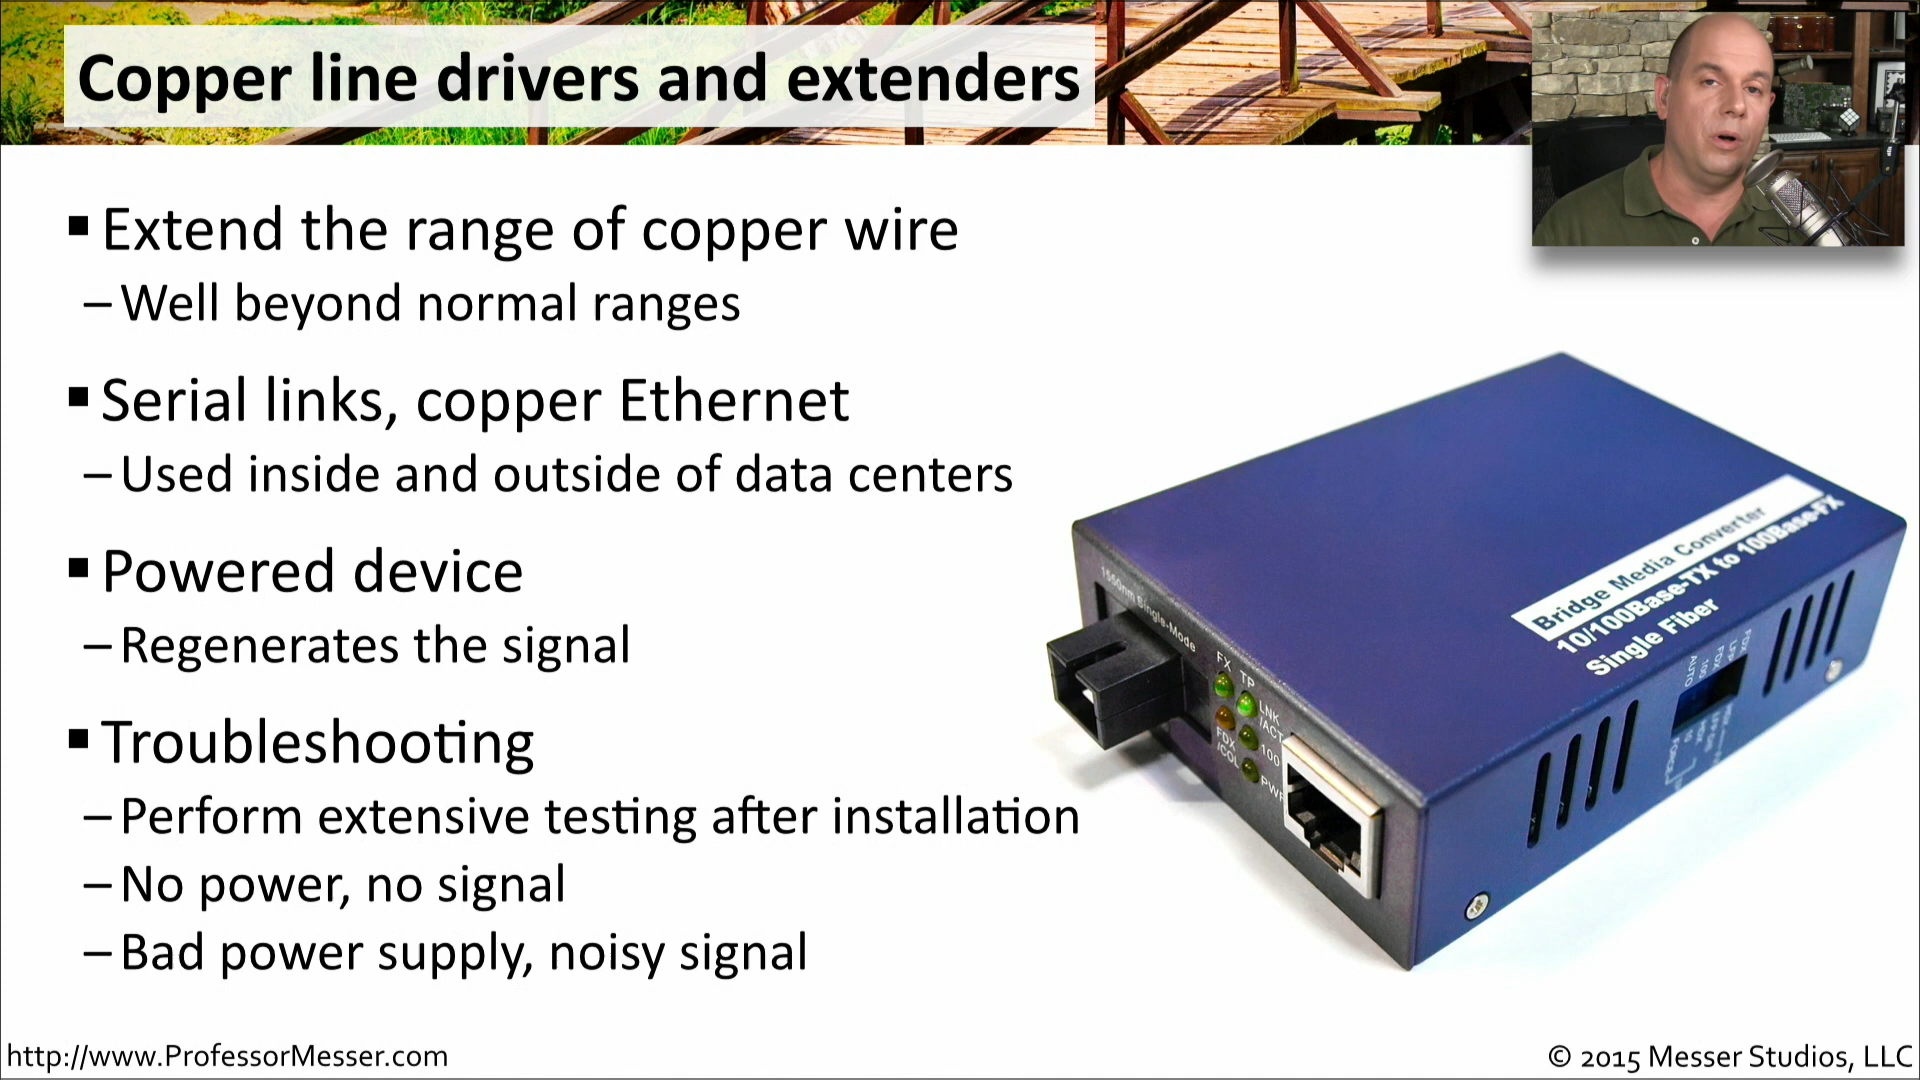 Copper line drivers and extenders
Extend the range of copper wire
– Well beyond normal ranges
Serial links, copper Ethernet
– Used inside and outside of data centers
Powered device
– Regenerates the signal
Troubleshooting
– Perform extensive testing after installation
– No power, no signal
– Bad power supply, noisy signal
Bridge Media Converter
10/100Base-TX to 100Base-FX
Single Fiber
1550nm Single-Mode
FX TP
LNK
/ACT
FDX
/COL
100
PWR
http://www.ProfessorMesser.com
© 2015 Messer Studios, LLC